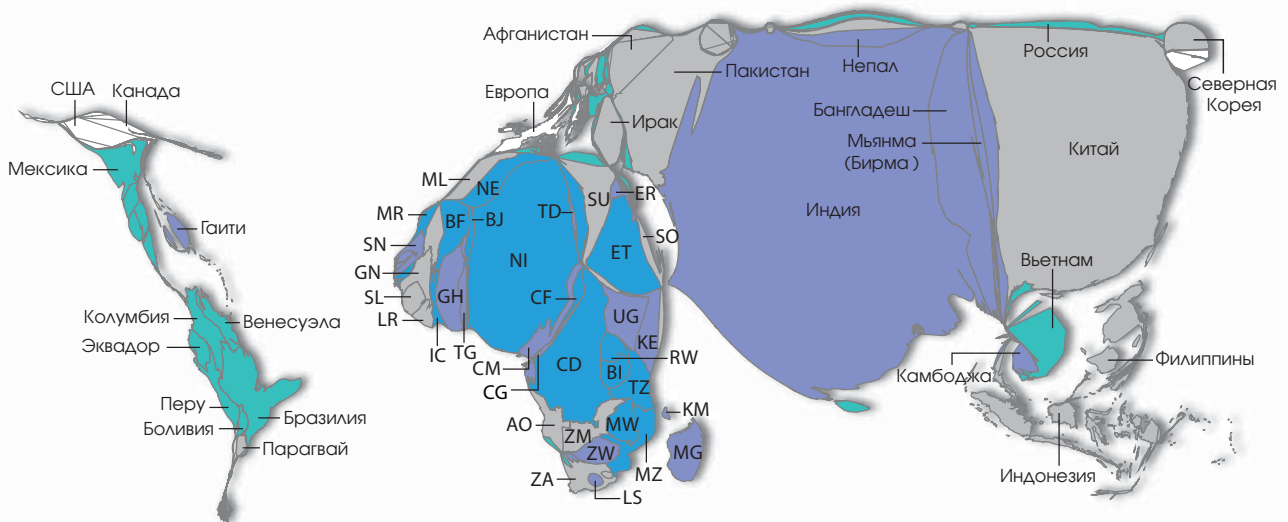 США
Канада
Мексика
Гаити
Колумбия
Венесуэла
Эквадор
Перу
Бразилия
Боливия
Парагвай
Европа
Афганистан
Пакистан
Ирак
Непал
Россия
Северная
Корея
Бангладеш
Мьянма
(Бирма )
Китай
Индия
Вьетнам
Камбоджа
Филиппины
Индонезия
ML
NE
MR
BF
BJ
TD
SU
ER
SN
NI
ET
SO
GN
SL
GH
CF
LR
UG
IC
TG
KE
CM
CD
RW
CG
BI
TZ
AO
ZM
MW
KM
ZW
MZ
MG
ZA
LS